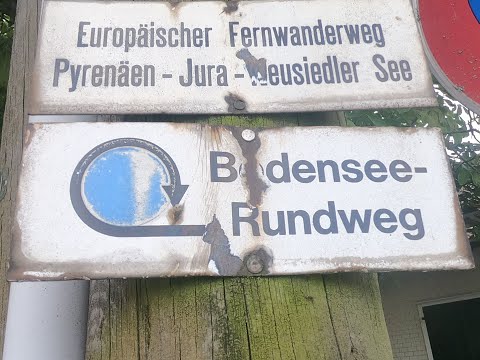 Europäischer Fernwanderweg
Pyrenäen - Jura - Neusiedler See
Bodensee-
Rundweg